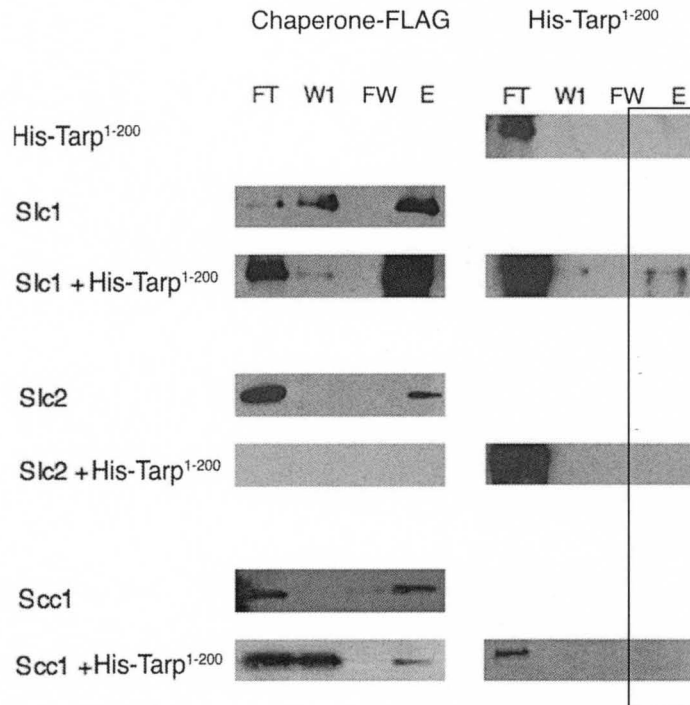 Chaperone-FLAG His-Tarp¹⁻²⁰⁰
FT W1 FW E FT W1 FW E
His-Tarp¹⁻²⁰⁰
Slc1
Slc1 +His-Tarp¹⁻²⁰⁰
Slc2
Slc2 +His-Tarp¹⁻²⁰⁰
Scc1
Scc1 +His-Tarp¹⁻²⁰⁰